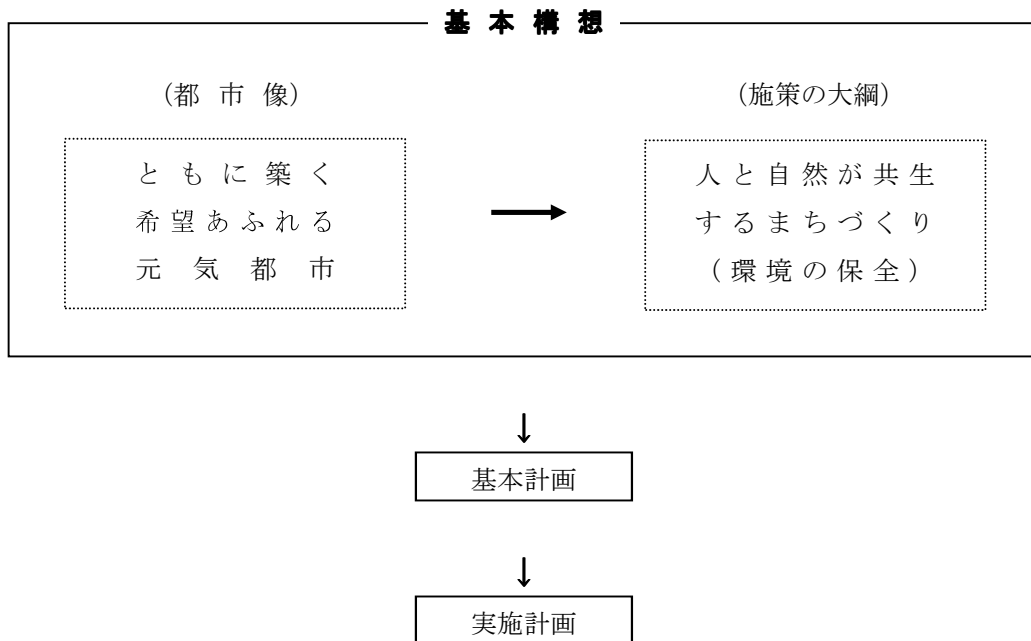 基本構想
（都市像）
ともに築く
希望あふれる
元気都市
→
（施策の大綱）
人と自然が共生
するまちづくり
（環境の保全）
↓
基本計画
↓
実施計画